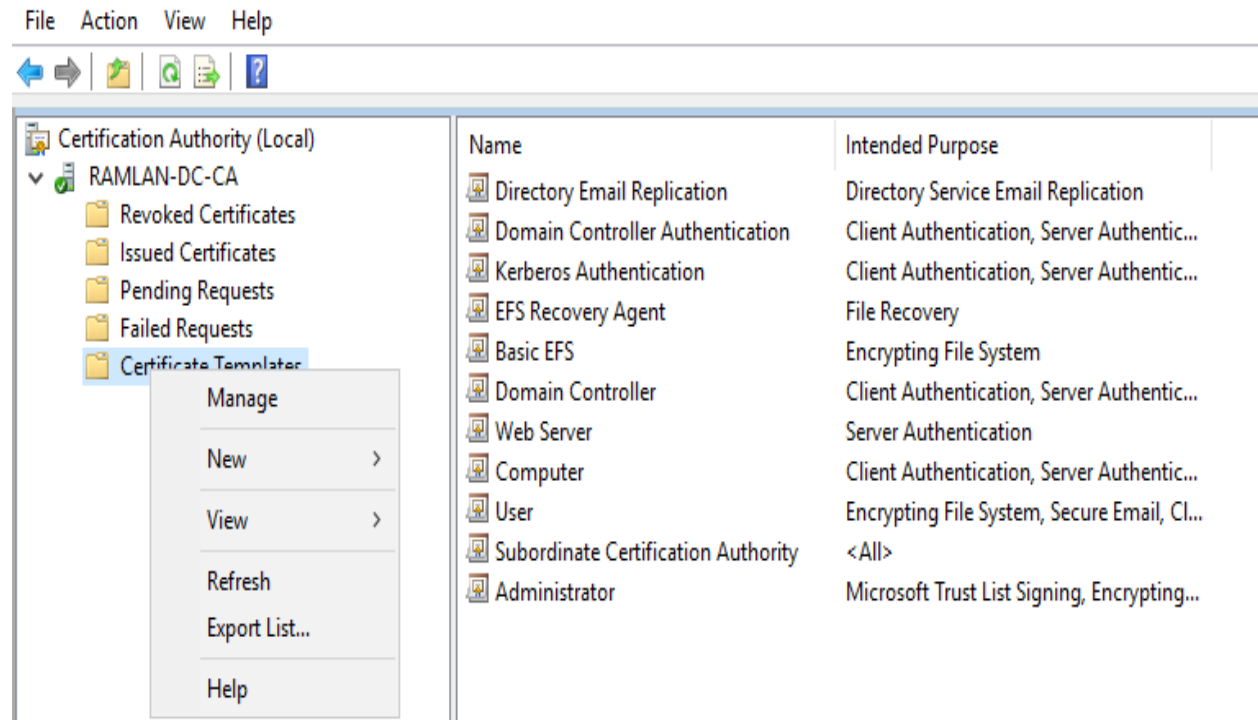 File Action View Help
Certification Authority (Local)
RAMLAN-DC-CA
Revoked Certificates
Issued Certificates
Pending Requests
Failed Requests
Certificate Templates
Manage
New
View
Refresh
Export List...
Help
Name Intended Purpose
Directory Email Replication Directory Service Email Replication
Domain Controller Authentication Client Authentication, Server Authentic...
Kerberos Authentication Client Authentication, Server Authentic...
EFS Recovery Agent File Recovery
Basic EFS Encrypting File System
Domain Controller Client Authentication, Server Authentic...
Web Server Server Authentication
Computer Client Authentication, Server Authentic...
User Encrypting File System, Secure Email, Cl...
Subordinate Certification Authority <All>
Administrator Microsoft Trust List Signing, Encrypting...